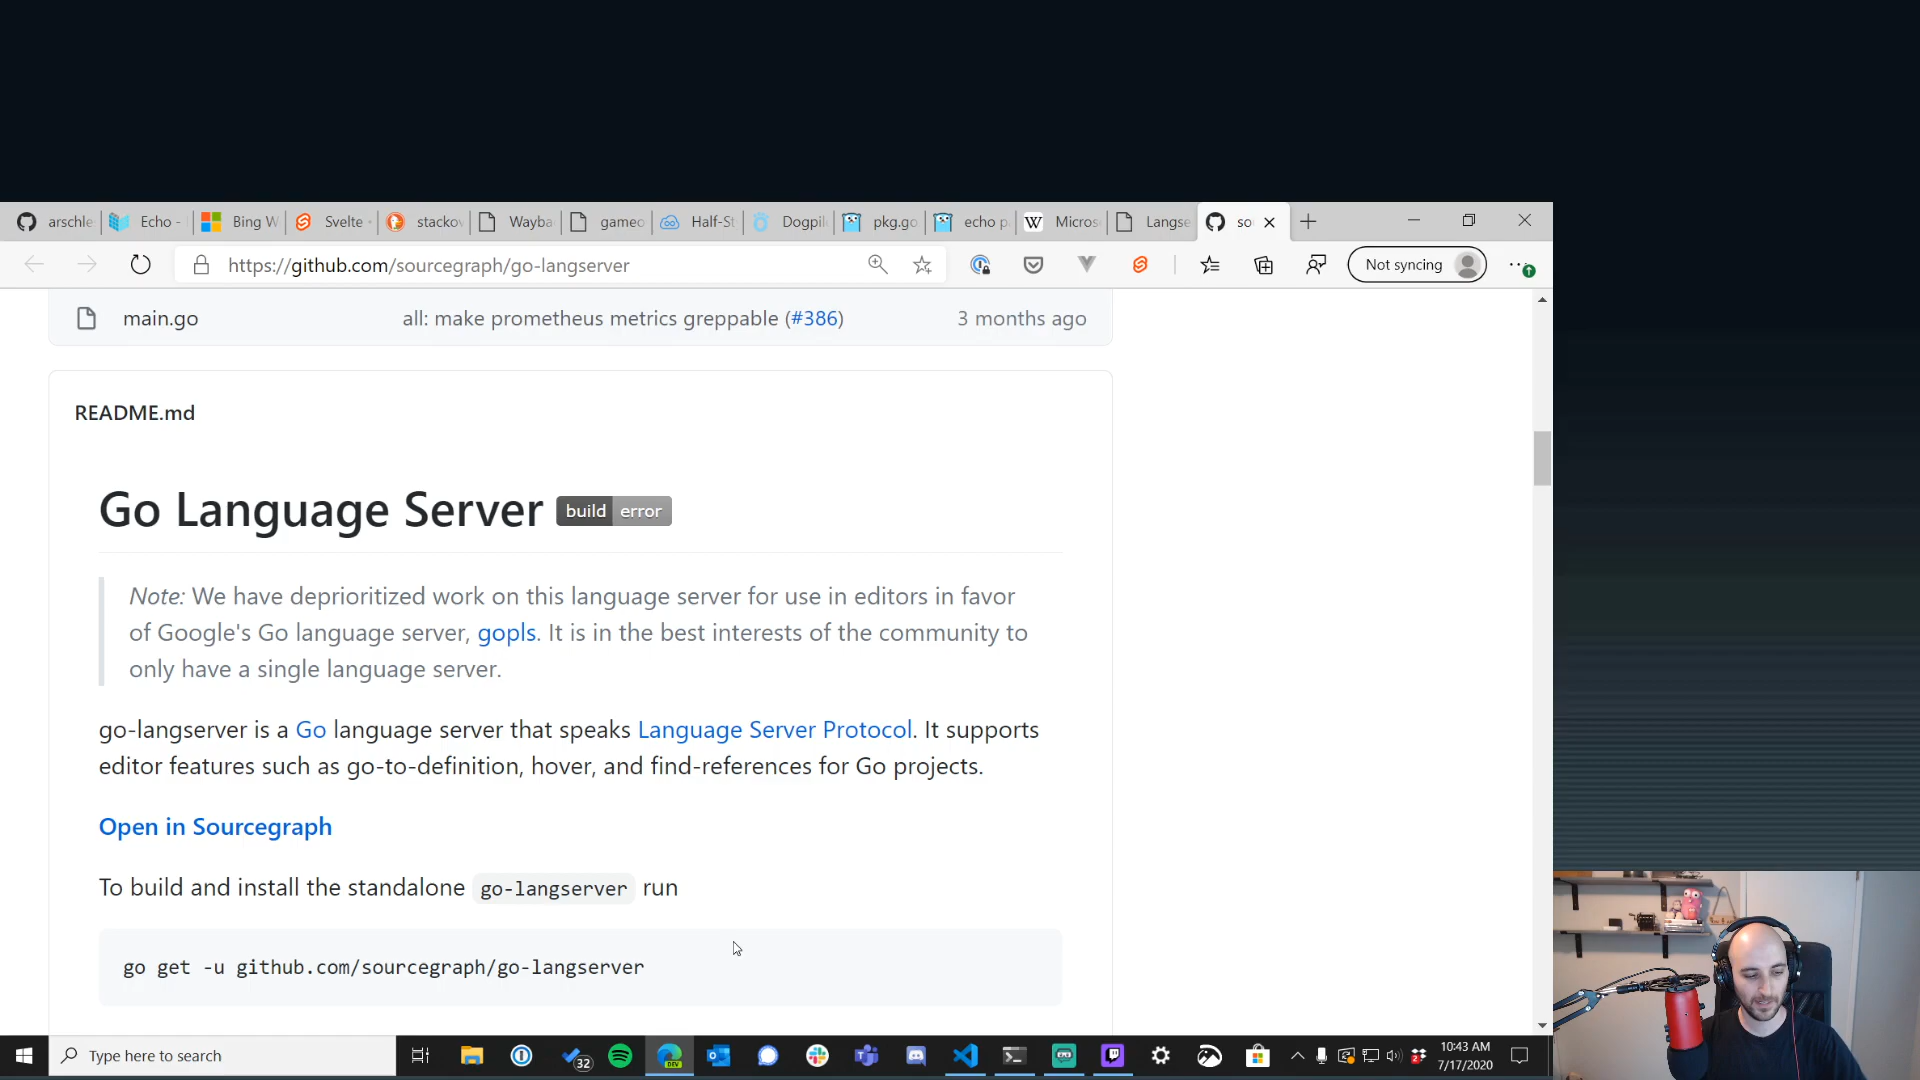 arschle
Echo -
Bing W
Svelte -
stackov
Wayba
gameo
Half-St
Dogpil
pkg.go
echo p
W
Micros
Langse
so
https://github.com/sourcegraph/go-langserver
Not syncing
main.go
all: make prometheus metrics greppable (#386)
3 months ago
README.md
Go Language Server build error
Note: We have deprioritized work on this language server for use in editors in favor
of Google's Go language server, gopls. It is in the best interests of the community to
only have a single language server.
go-langserver is a Go language server that speaks Language Server Protocol. It supports
editor features such as go-to-definition, hover, and find-references for Go projects.
Open in Sourcegraph
To build and install the standalone go-langserver run
go get -u github.com/sourcegraph/go-langserver
Type here to search
32
DEV
10:43 AM
7/17/2020